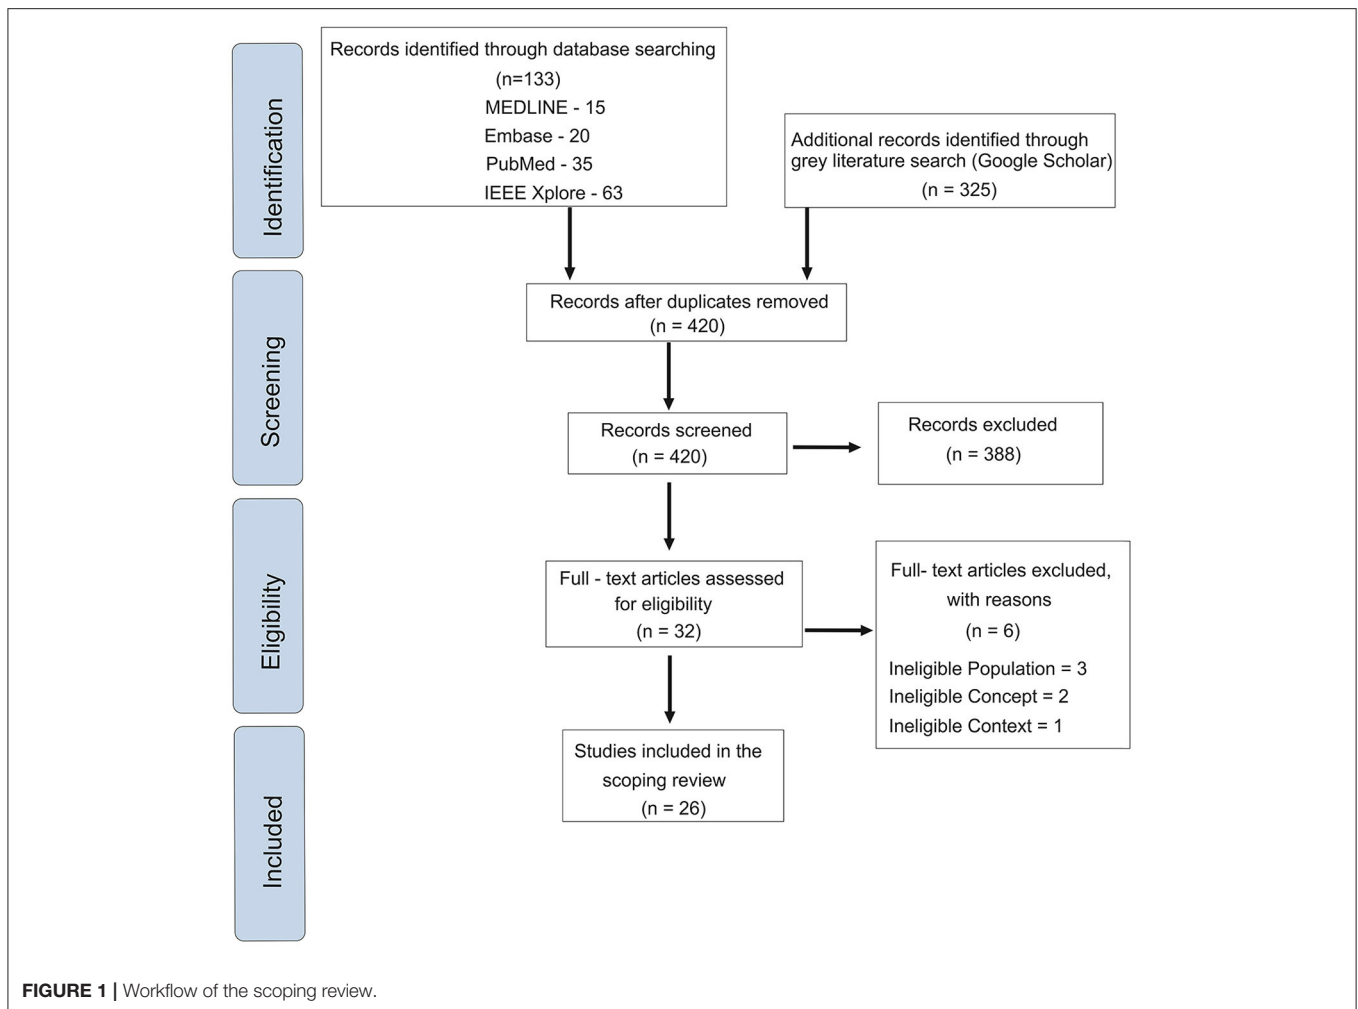 Identification
Records identified through database searching
(n=133)
MEDLINE - 15
Embase - 20
PubMed - 35
IEEE Xplore - 63
Additional records identified through
grey literature search (Google Scholar)
(n = 325)
Screening
Records after duplicates removed
(n = 420)
Records screened
(n = 420)
Records excluded
(n = 388)
Eligibility
Full - text articles assessed
for eligibility
(n = 32)
Full- text articles excluded,
with reasons
(n = 6)
Ineligible Population = 3
Ineligible Concept = 2
Ineligible Context = 1
Included
Studies included in the
scoping review
(n = 26)
FIGURE 1 | Workflow of the scoping review.